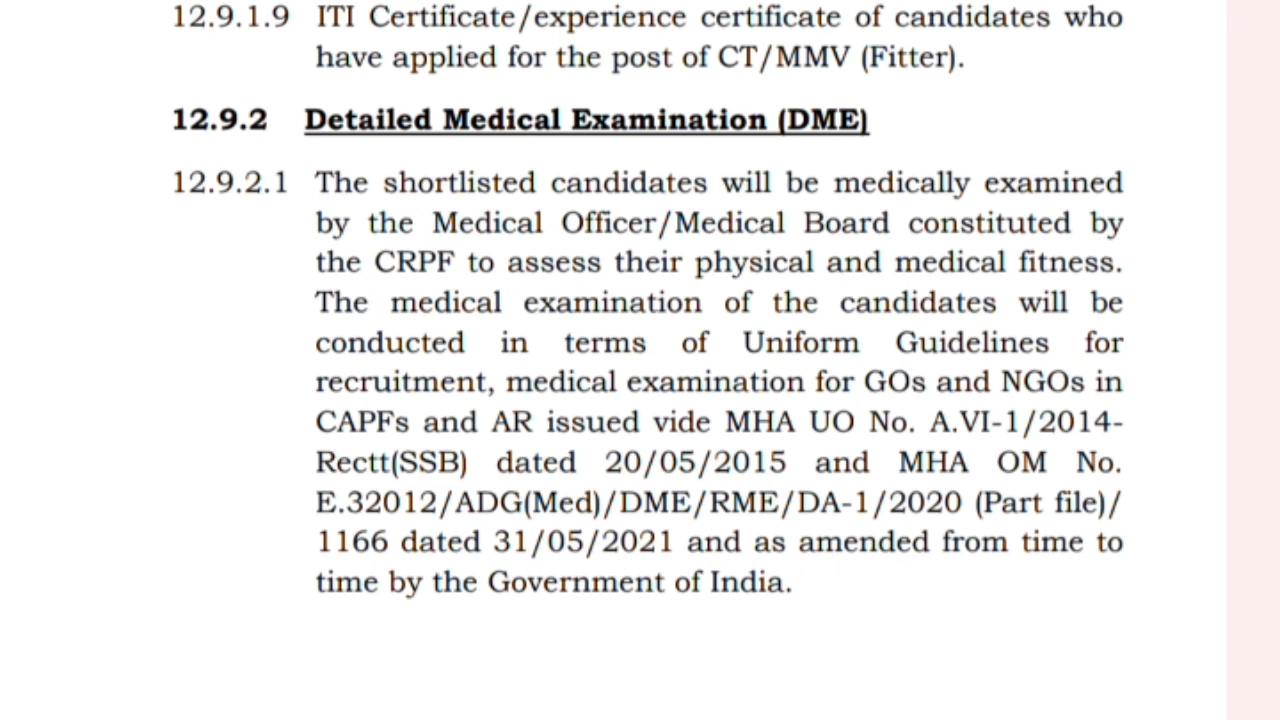 12.9.1.9 ITI Certificate/experience certificate of candidates who
have applied for the post of CT/MMV (Fitter).
12.9.2 Detailed Medical Examination (DME)
12.9.2.1 The shortlisted candidates will be medically examined
by the Medical Officer/Medical Board constituted by
the CRPF to assess their physical and medical fitness.
The medical examination of the candidates will be
conducted in terms of Uniform Guidelines for
recruitment, medical examination for GOs and NGOs in
CAPFs and AR issued vide MHA UO No. A.VI-1/2014-
Rectt(SSB) dated 20/05/2015 and MHA OM No.
E.32012/ADG(Med)/DME/RME/DA-1/2020 (Part file)/
1166 dated 31/05/2021 and as amended from time to
time by the Government of India.